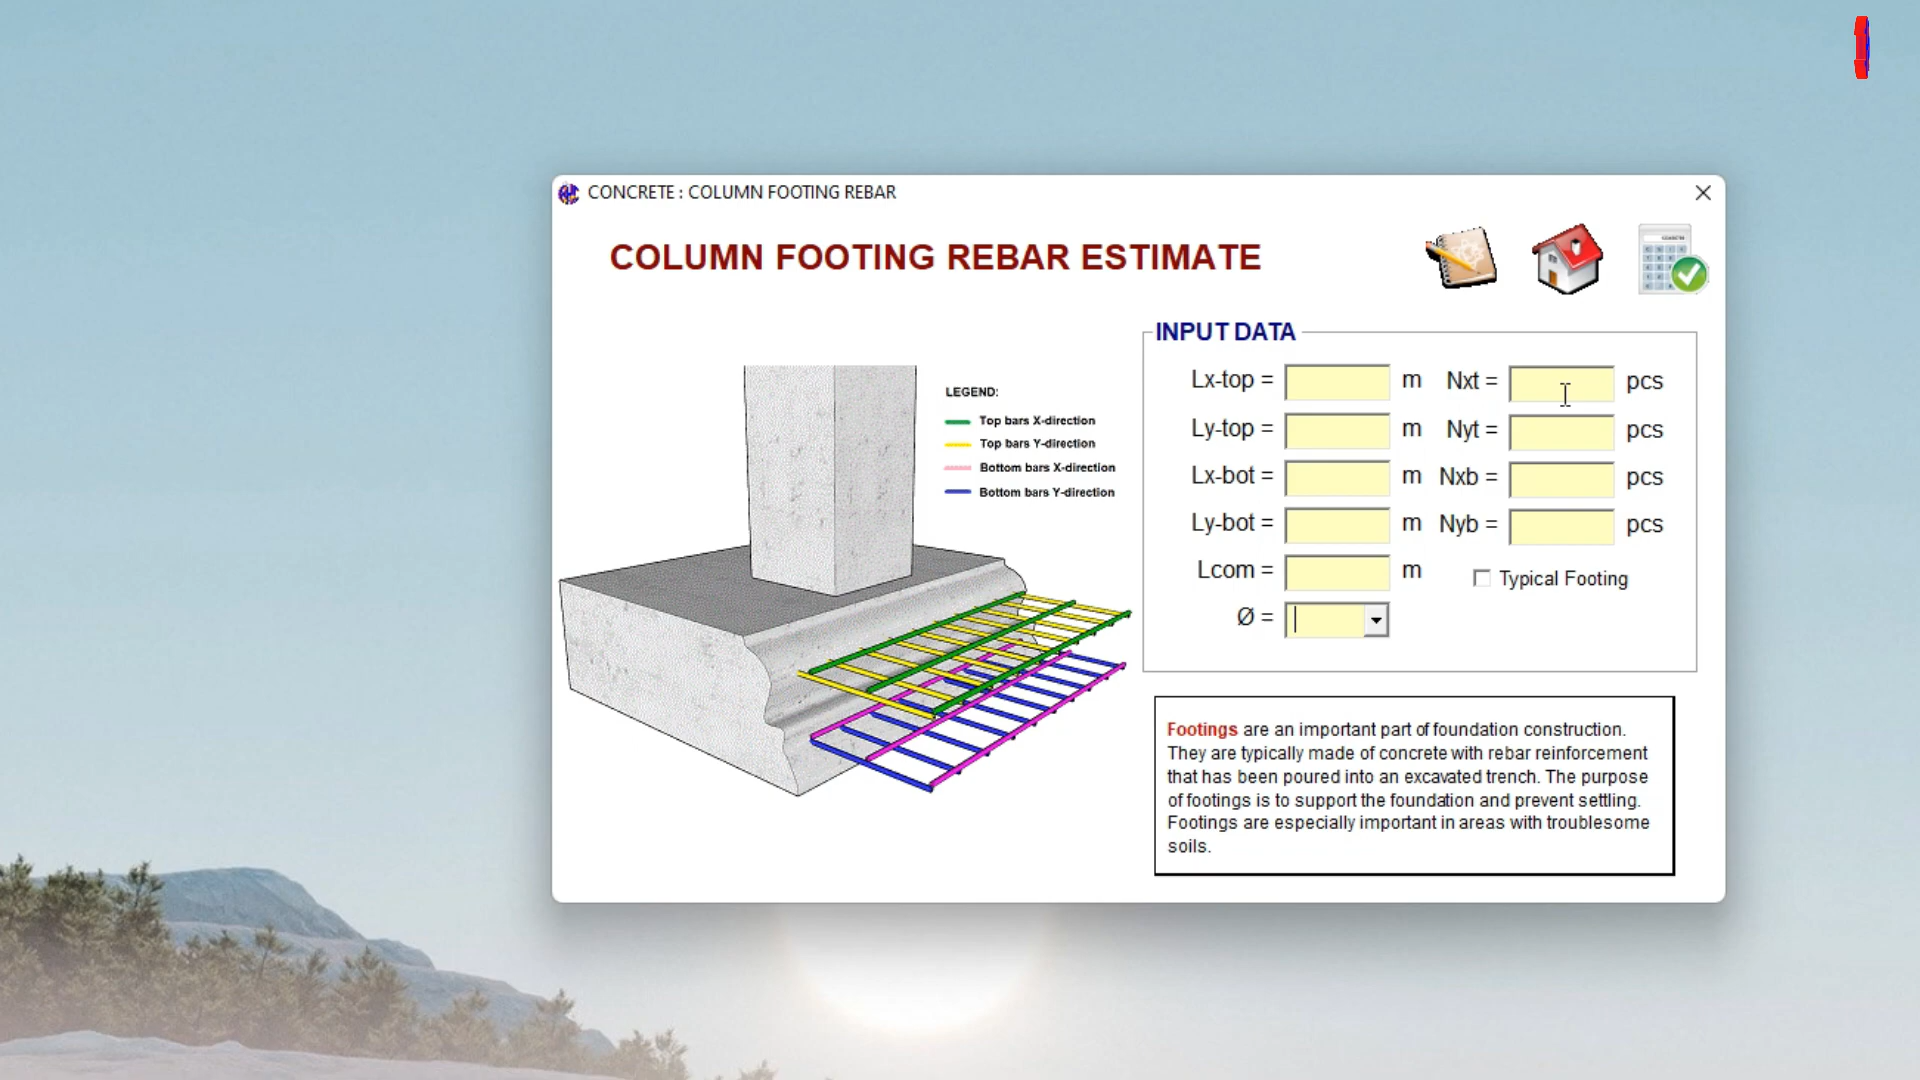 CONCRETE : COLUMN FOOTING REBAR
COLUMN FOOTING REBAR ESTIMATE
LEGEND:
Top bars X-direction
Top bars Y-direction
Bottom bars X-direction
Bottom bars Y-direction
INPUT DATA
Lx-top = m Nxt = pcs
Ly-top = m Nyt = pcs
Lx-bot = m Nxb = pcs
Ly-bot = m Nyb = pcs
Lcom = m Typical Footing
Ø =
Footings are an important part of foundation construction.
They are typically made of concrete with rebar reinforcement
that has been poured into an excavated trench. The purpose
of footings is to support the foundation and prevent settling.
Footings are especially important in areas with troublesome
soils.